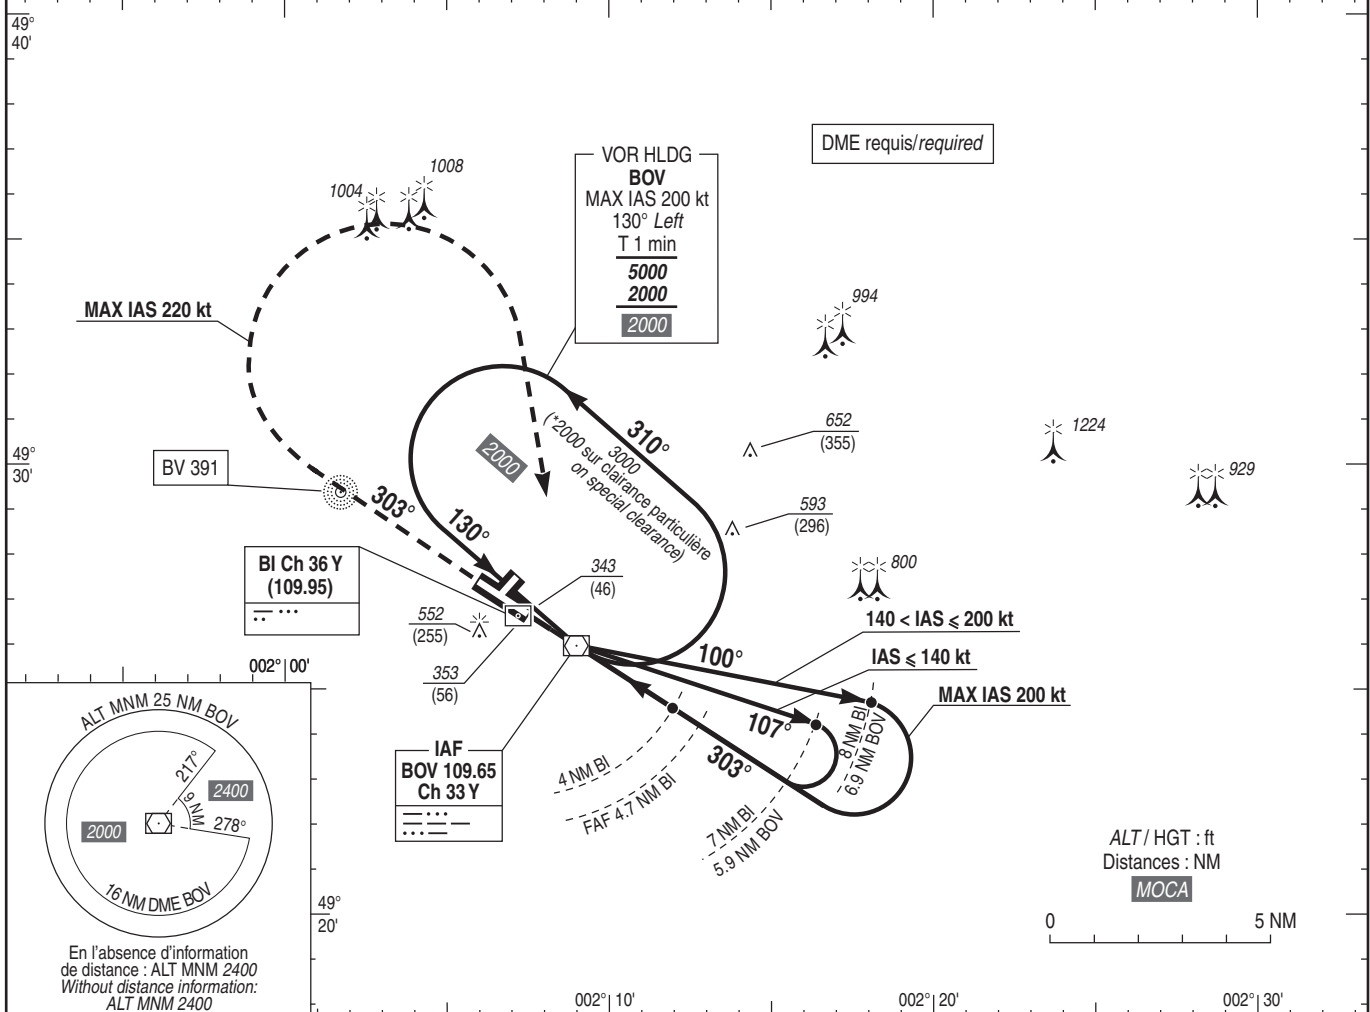 49°
40'
DME requis/required
VOR HLDG
BOV
MAX IAS 200 kt
130° Left
T 1 min
5000
2000
2000
1004
1008
MAX IAS 220 kt
994
652
(355)
1224
310°
3000
(*2000 sur clairance particulière
on special clearance)
2000
49°
30'
BV 391
303°
929
593
(296)
130°
BI Ch 36 Y
(109.95)
343
(46)
800
552
(255)
140 < IAS ⩽ 200 kt
100°
IAS ⩽ 140 kt
353
(56)
002° 00'
MAX IAS 200 kt
107°
303°
8 NM BI
6.9 NM BOV
4 NM BI
FAF 4.7 NM BI
7 NM BI
5.9 NM BOV
IAF
BOV 109.65
Ch 33 Y
ALT MNM 25 NM BOV
217°
2400
9 NM
278°
2000
16 NM DME BOV
ALT / HGT : ft
Distances : NM
MOCA
0 5 NM
49°
20'
En l'absence d'information
de distance : ALT MNM 2400
Without distance information:
ALT MNM 2400
002° 10'
002° 20'
002° 30'